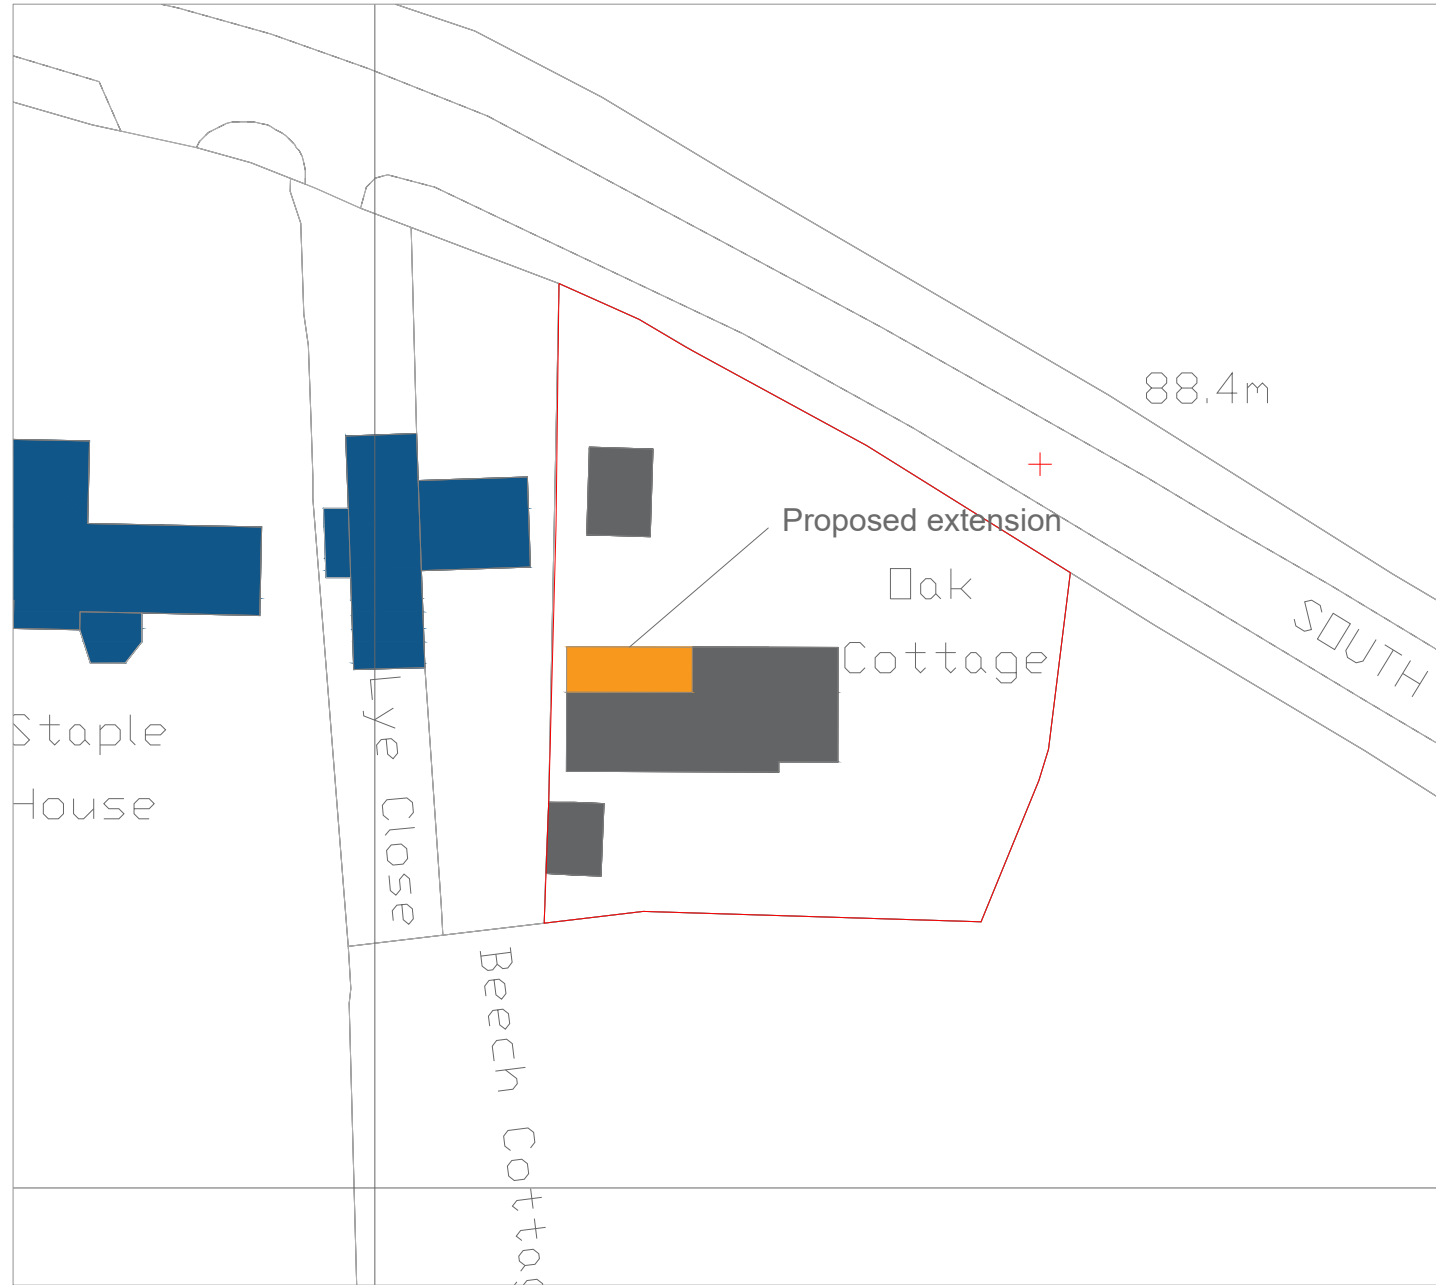 88.4m
Proposed extension
Oak
Cottage
SOUTH
Staple
House
Lye Close
Beech